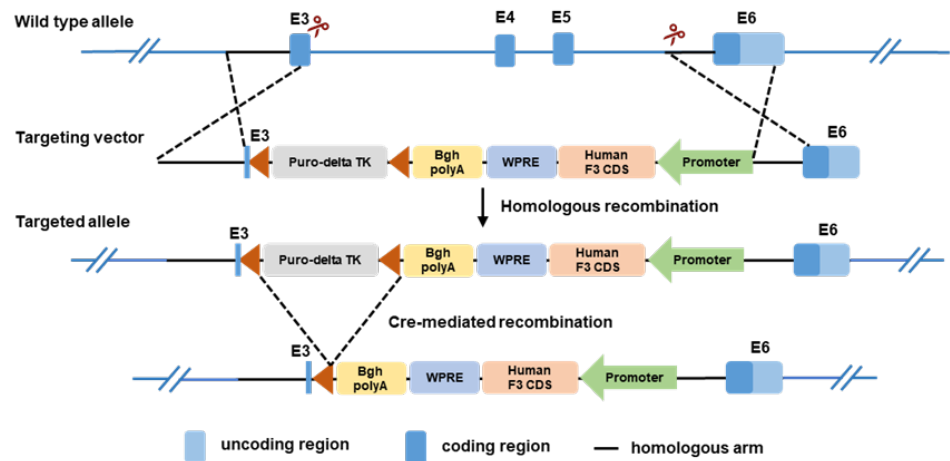 Wild type allele
E3
E4
E5
E6
Targeting vector
E3
Puro-delta TK
Bgh
polyA
WPRE
Human
F3 CDS
Promoter
E6
Homologous recombination
Targeted allele
E3
Puro-delta TK
Bgh
polyA
WPRE
Human
F3 CDS
Promoter
E6
Cre-mediated recombination
E3
Bgh
polyA
WPRE
Human
F3 CDS
Promoter
E6
uncoding region
coding region
homologous arm